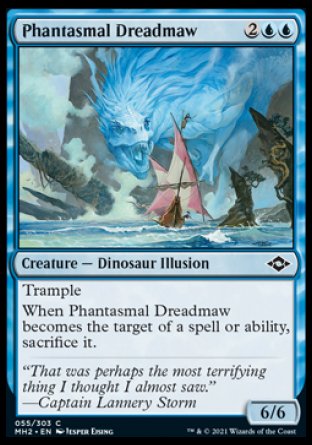 Phantasmal Dreadmaw 2
Creature — Dinosaur Illusion
Trample
When Phantasmal Dreadmaw
becomes the target of a spell or ability,
sacrifice it.
“That was perhaps the most terrifying
thing I thought I almost saw.”
—Captain Lannery Storm
6/6
055/303 C
MH2 • EN Jesper Ejsing ™ & © 2021 Wizards of the Coast